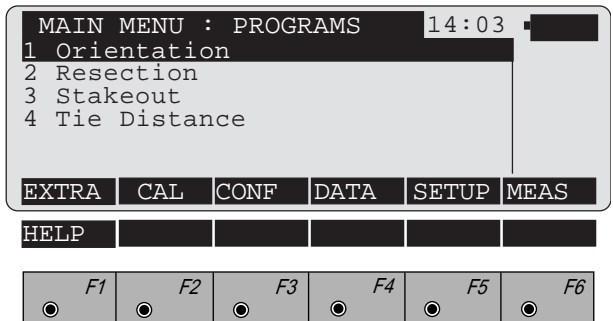 MAIN MENU : PROGRAMS 14:03
1 Orientation
2 Resection
3 Stakeout
4 Tie Distance
EXTRA CAL CONF DATA SETUP MEAS
HELP
F1 F2 F3 F4 F5 F6